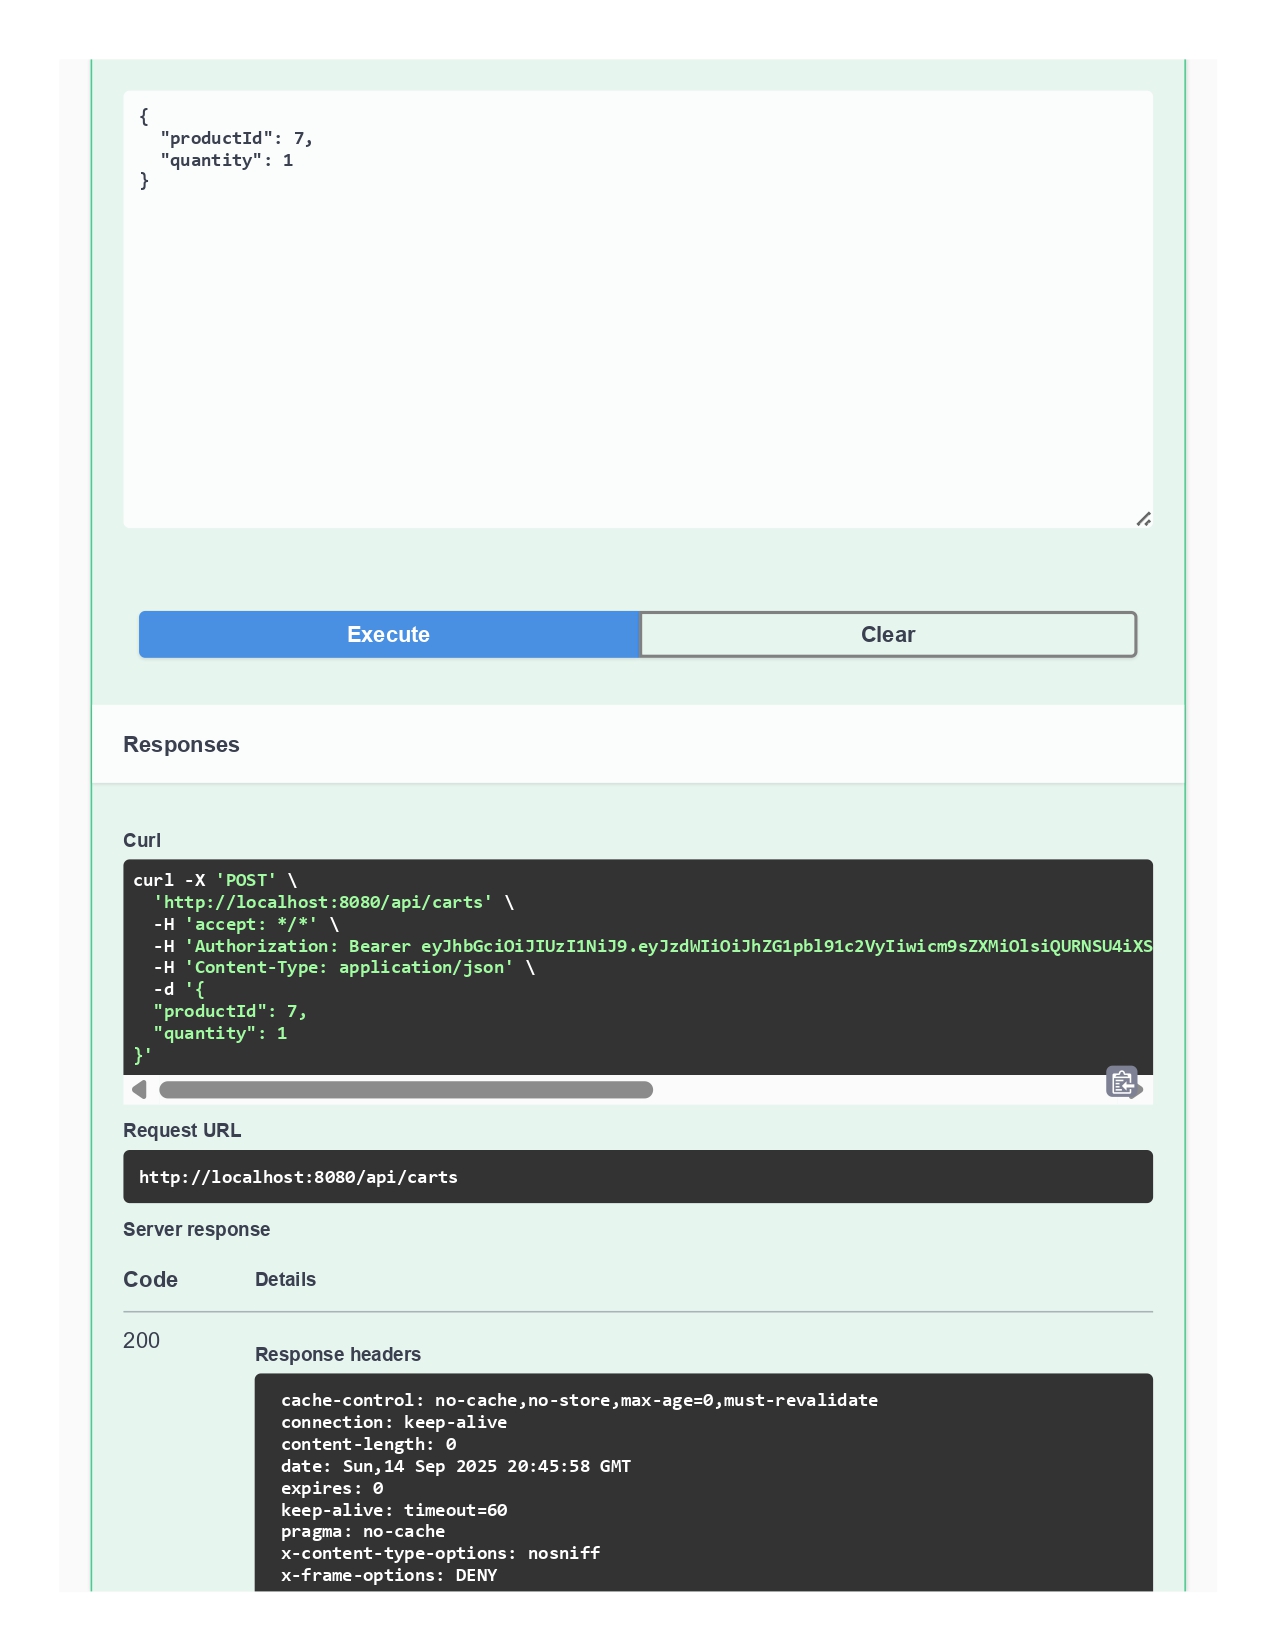 {
  "productId": 7,
  "quantity": 1
}
Execute
Clear
Responses
Curl
curl -X 'POST' \
  'http://localhost:8080/api/carts' \
  -H 'accept: */*' \
  -H 'Authorization: Bearer eyJhbGciOiJIUzI1NiJ9.eyJzdWIiOiJhZG1pbl91c2VyIiwicm9sZXMiOlsiQURNSU4iXS
  -H 'Content-Type: application/json' \
  -d '{
  "productId": 7,
  "quantity": 1
}'
Request URL
http://localhost:8080/api/carts
Server response
Code Details
200
Response headers
cache-control: no-cache,no-store,max-age=0,must-revalidate
connection: keep-alive
content-length: 0
date: Sun,14 Sep 2025 20:45:58 GMT
expires: 0
keep-alive: timeout=60
pragma: no-cache
x-content-type-options: nosniff
x-frame-options: DENY